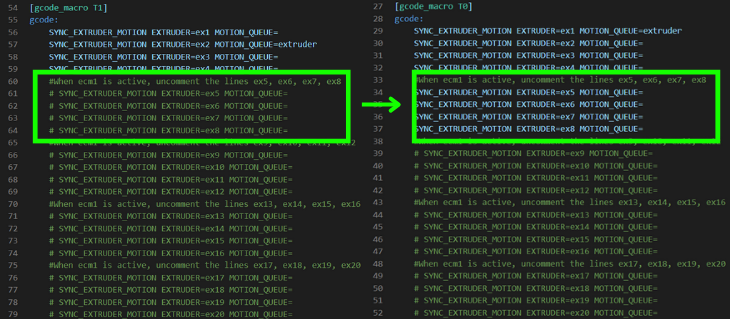 54 [gcode_macro T1]
55 gcode:
56 SYNC_EXTRUDER_MOTION EXTRUDER=ex1 MOTION_QUEUE=
57 SYNC_EXTRUDER_MOTION EXTRUDER=ex2 MOTION_QUEUE=extruder
58 SYNC_EXTRUDER_MOTION EXTRUDER=ex3 MOTION_QUEUE=
59 SYNC_EXTRUDER_MOTION EXTRUDER=ex4 MOTION_QUEUE=
60 #When ecm1 is active, uncomment the lines ex5, ex6, ex7, ex8
61 # SYNC_EXTRUDER_MOTION EXTRUDER=ex5 MOTION_QUEUE=
62 # SYNC_EXTRUDER_MOTION EXTRUDER=ex6 MOTION_QUEUE=
63 # SYNC_EXTRUDER_MOTION EXTRUDER=ex7 MOTION_QUEUE=
64 # SYNC_EXTRUDER_MOTION EXTRUDER=ex8 MOTION_QUEUE=
65 #When ecm1 is active, uncomment the lines
66 # SYNC_EXTRUDER_MOTION EXTRUDER=ex9 MOTION_QUEUE=
67 # SYNC_EXTRUDER_MOTION EXTRUDER=ex10 MOTION_QUEUE=
68 # SYNC_EXTRUDER_MOTION EXTRUDER=ex11 MOTION_QUEUE=
69 # SYNC_EXTRUDER_MOTION EXTRUDER=ex12 MOTION_QUEUE=
70 #When ecm1 is active, uncomment the lines ex13, ex14, ex15, ex16
71 # SYNC_EXTRUDER_MOTION EXTRUDER=ex13 MOTION_QUEUE=
72 # SYNC_EXTRUDER_MOTION EXTRUDER=ex14 MOTION_QUEUE=
73 # SYNC_EXTRUDER_MOTION EXTRUDER=ex15 MOTION_QUEUE=
74 # SYNC_EXTRUDER_MOTION EXTRUDER=ex16 MOTION_QUEUE=
75 #When ecm1 is active, uncomment the lines ex17, ex18, ex19, ex20
76 # SYNC_EXTRUDER_MOTION EXTRUDER=ex17 MOTION_QUEUE=
77 # SYNC_EXTRUDER_MOTION EXTRUDER=ex18 MOTION_QUEUE=
78 # SYNC_EXTRUDER_MOTION EXTRUDER=ex19 MOTION_QUEUE=
79 # SYNC_EXTRUDER_MOTION EXTRUDER=ex20 MOTION_QUEUE=
27 [gcode_macro T0]
28 gcode:
29 SYNC_EXTRUDER_MOTION EXTRUDER=ex1 MOTION_QUEUE=extruder
30 SYNC_EXTRUDER_MOTION EXTRUDER=ex2 MOTION_QUEUE=
31 SYNC_EXTRUDER_MOTION EXTRUDER=ex3 MOTION_QUEUE=
32 SYNC_EXTRUDER_MOTION EXTRUDER=ex4 MOTION_QUEUE=
33 #When ecm1 is active, uncomment the lines ex5, ex6, ex7, ex8
34 SYNC_EXTRUDER_MOTION EXTRUDER=ex5 MOTION_QUEUE=
35 SYNC_EXTRUDER_MOTION EXTRUDER=ex6 MOTION_QUEUE=
36 SYNC_EXTRUDER_MOTION EXTRUDER=ex7 MOTION_QUEUE=
37 SYNC_EXTRUDER_MOTION EXTRUDER=ex8 MOTION_QUEUE=
38
39 # SYNC_EXTRUDER_MOTION EXTRUDER=ex9 MOTION_QUEUE=
40 # SYNC_EXTRUDER_MOTION EXTRUDER=ex10 MOTION_QUEUE=
41 # SYNC_EXTRUDER_MOTION EXTRUDER=ex11 MOTION_QUEUE=
42 # SYNC_EXTRUDER_MOTION EXTRUDER=ex12 MOTION_QUEUE=
43 #When ecm1 is active, uncomment the lines ex13, ex14, ex15, ex16
44 # SYNC_EXTRUDER_MOTION EXTRUDER=ex13 MOTION_QUEUE=
45 # SYNC_EXTRUDER_MOTION EXTRUDER=ex14 MOTION_QUEUE=
46 # SYNC_EXTRUDER_MOTION EXTRUDER=ex15 MOTION_QUEUE=
47 # SYNC_EXTRUDER_MOTION EXTRUDER=ex16 MOTION_QUEUE=
48 #When ecm1 is active, uncomment the lines ex17, ex18, ex19, ex20
49 # SYNC_EXTRUDER_MOTION EXTRUDER=ex17 MOTION_QUEUE=
50 # SYNC_EXTRUDER_MOTION EXTRUDER=ex18 MOTION_QUEUE=
51 # SYNC_EXTRUDER_MOTION EXTRUDER=ex19 MOTION_QUEUE=
52 # SYNC_EXTRUDER_MOTION EXTRUDER=ex20 MOTION_QUEUE=